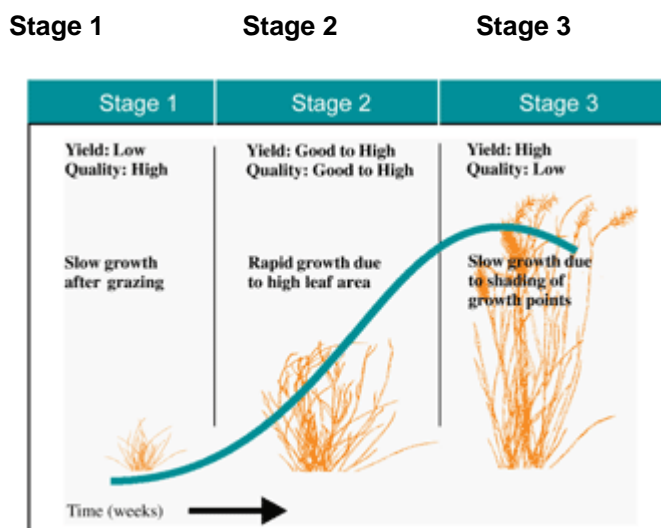 Stage 1 Stage 2 Stage 3
Stage 1 Stage 2 Stage 3
Yield: Low
Quality: High
Yield: Good to High
Quality: Good to High
Yield: High
Quality: Low
Slow growth
after grazing
Rapid growth due
to high leaf area
Slow growth due
to shading of
growth points
Time (weeks)